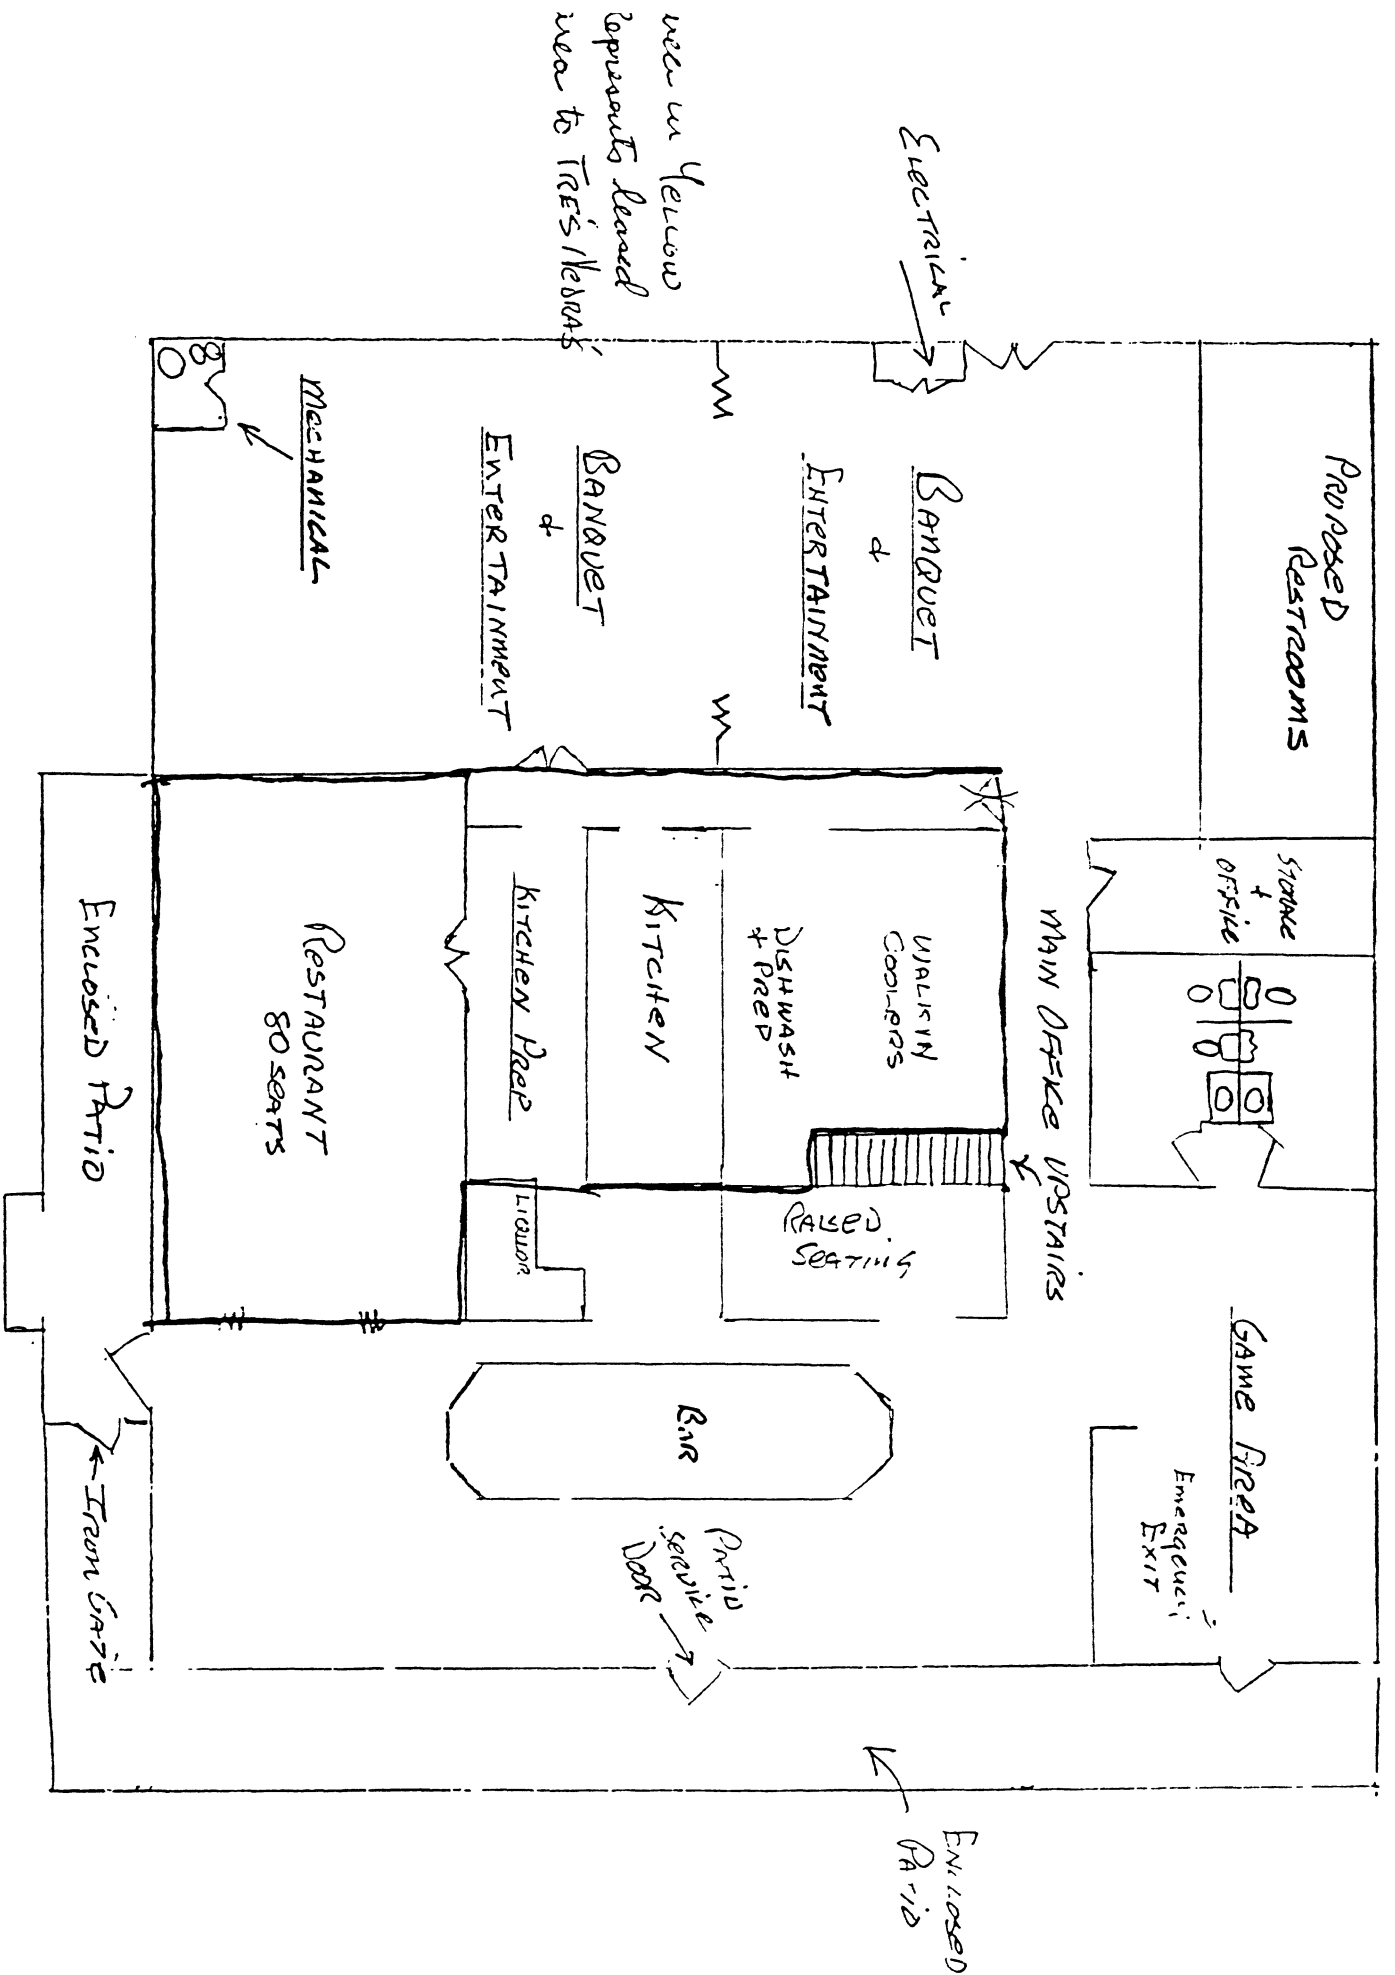 in Yellow
Represents leased
area to TRES
ELECTRICAL
PROPOSED
RESTROOMS
BANQUET
+
ENTERTAINMENT
BANQUET
+
ENTERTAINMENT
MECHANICAL
STORAGE
+
OFFICE
MAIN OFFICE UPSTAIRS
WALKIN
COOLERS
DISHWASH
+ PREP
KITCHEN
KITCHEN PREP
RESTAURANT
80 SEATS
ENCLOSED PATIO
RAISED
SEATING
LIQUOR
GAME AREA
EMERGENCY
EXIT
BAR
PATIO
SERVICE
DOOR
IRON GATE
ENCLOSED
PATIO